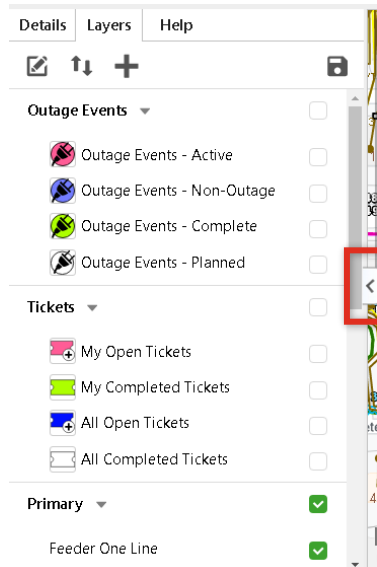 Details Layers Help
Outage Events
Outage Events - Active
Outage Events - Non-Outage
Outage Events - Complete
Outage Events - Planned
Tickets
My Open Tickets
My Completed Tickets
All Open Tickets
All Completed Tickets
Primary
Feeder One Line